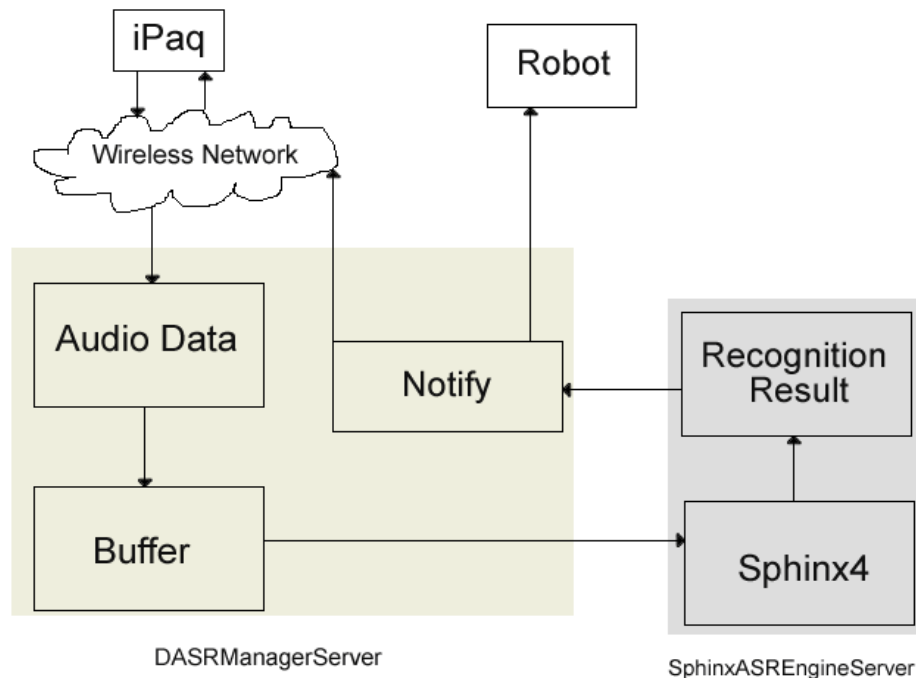 iPaq
Robot
Wireless Network
Audio Data
Notify
Recognition
Result
Buffer
Sphinx4
DASRManagerServer
SphinxASREngineServer